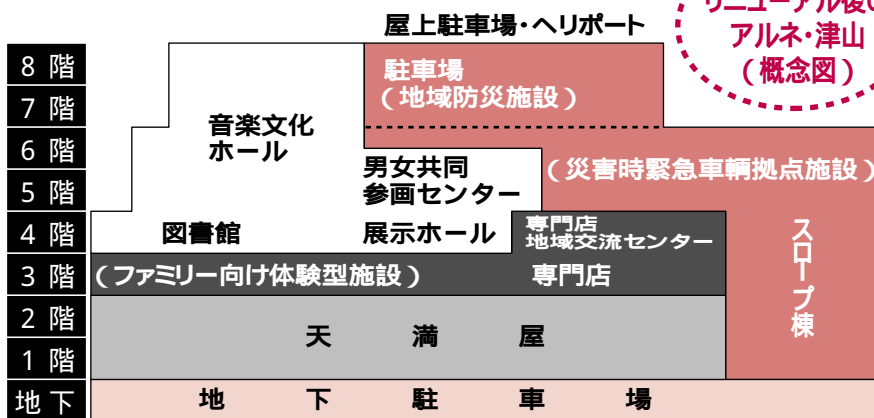 リニューアル後の
アルネ・津山
(概念図)
屋上駐車場・ヘリポート
8 階
7 階
6 階
5 階
4 階
3 階
2 階
1 階
地 下
駐車場
(地域防災施設)
音楽文化
ホール
男女共同
参画センター
(災害時緊急車輌拠点施設)
図書館
展示ホール
専門店
地域交流センター
スロープ棟
(ファミリー向け体験型施設)
専門店
天 満 屋
地 下 駐 車 場